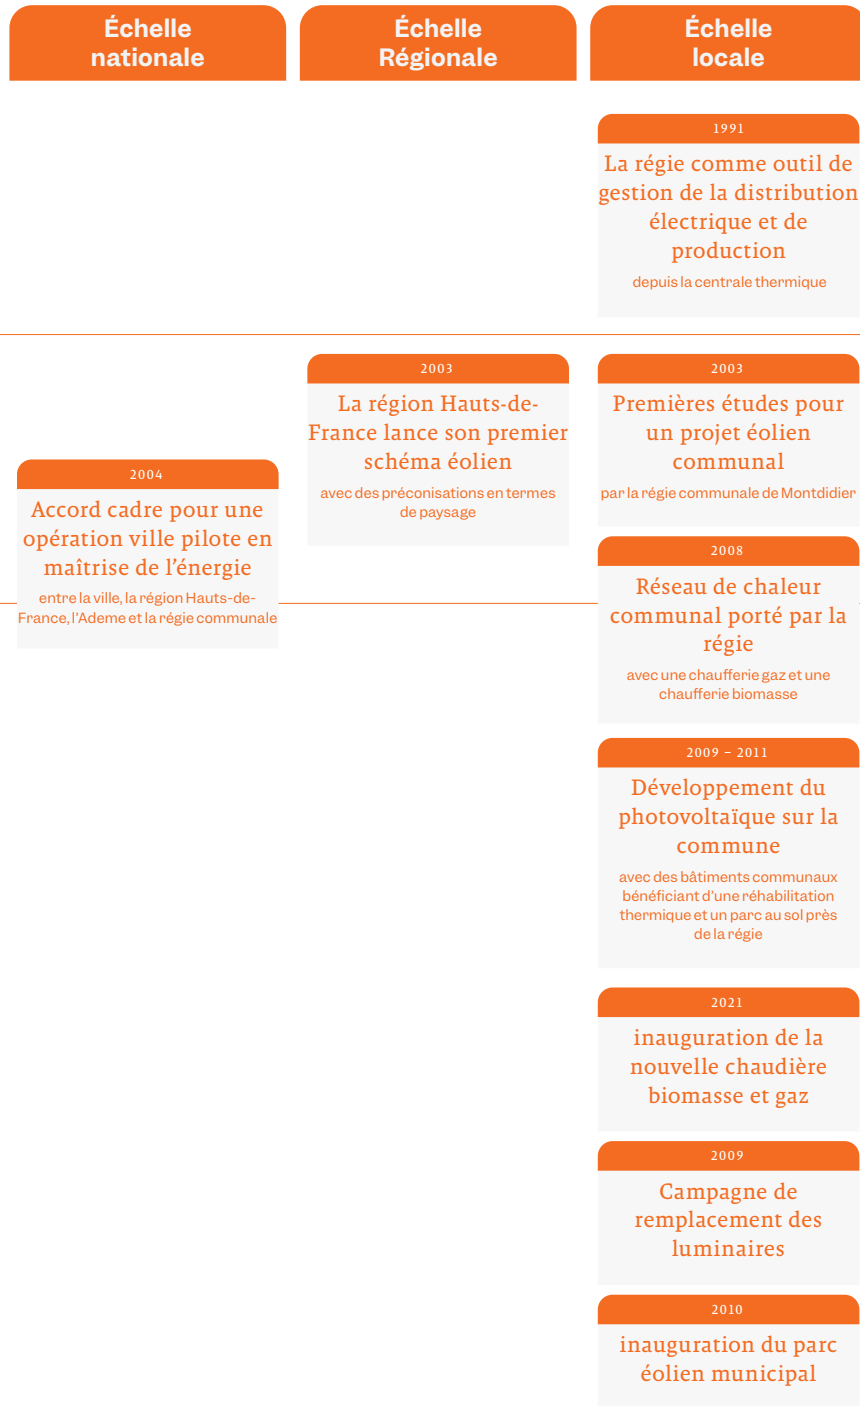 Échelle
nationale
Échelle
Régionale
Échelle
locale
1991
La régie comme outil de
gestion de la distribution
électrique et de
production
depuis la centrale thermique
2004
Accord cadre pour une
opération ville pilote en
maîtrise de l’énergie
entre la ville, la région Hauts-de-
France, l’Ademe et la régie communale
2003
La région Hauts-de-
France lance son premier
schéma éolien
avec des préconisations en termes
de paysage
2003
Premières études pour
un projet éolien
communal
par la régie communale de Montdidier
2008
Réseau de chaleur
communal porté par la
régie
avec une chaufferie gaz et une
chaufferie biomasse
2009 – 2011
Développement du
photovoltaïque sur la
commune
avec des bâtiments communaux
bénéficiant d’une réhabilitation
thermique et un parc au sol près
de la régie
2021
inauguration de la
nouvelle chaudière
biomasse et gaz
2009
Campagne de
remplacement des
luminaires
2010
inauguration du parc
éolien municipal